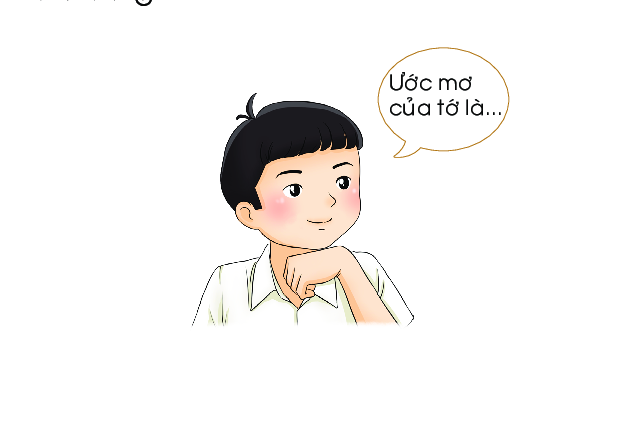 Ước mơ
của tớ là...